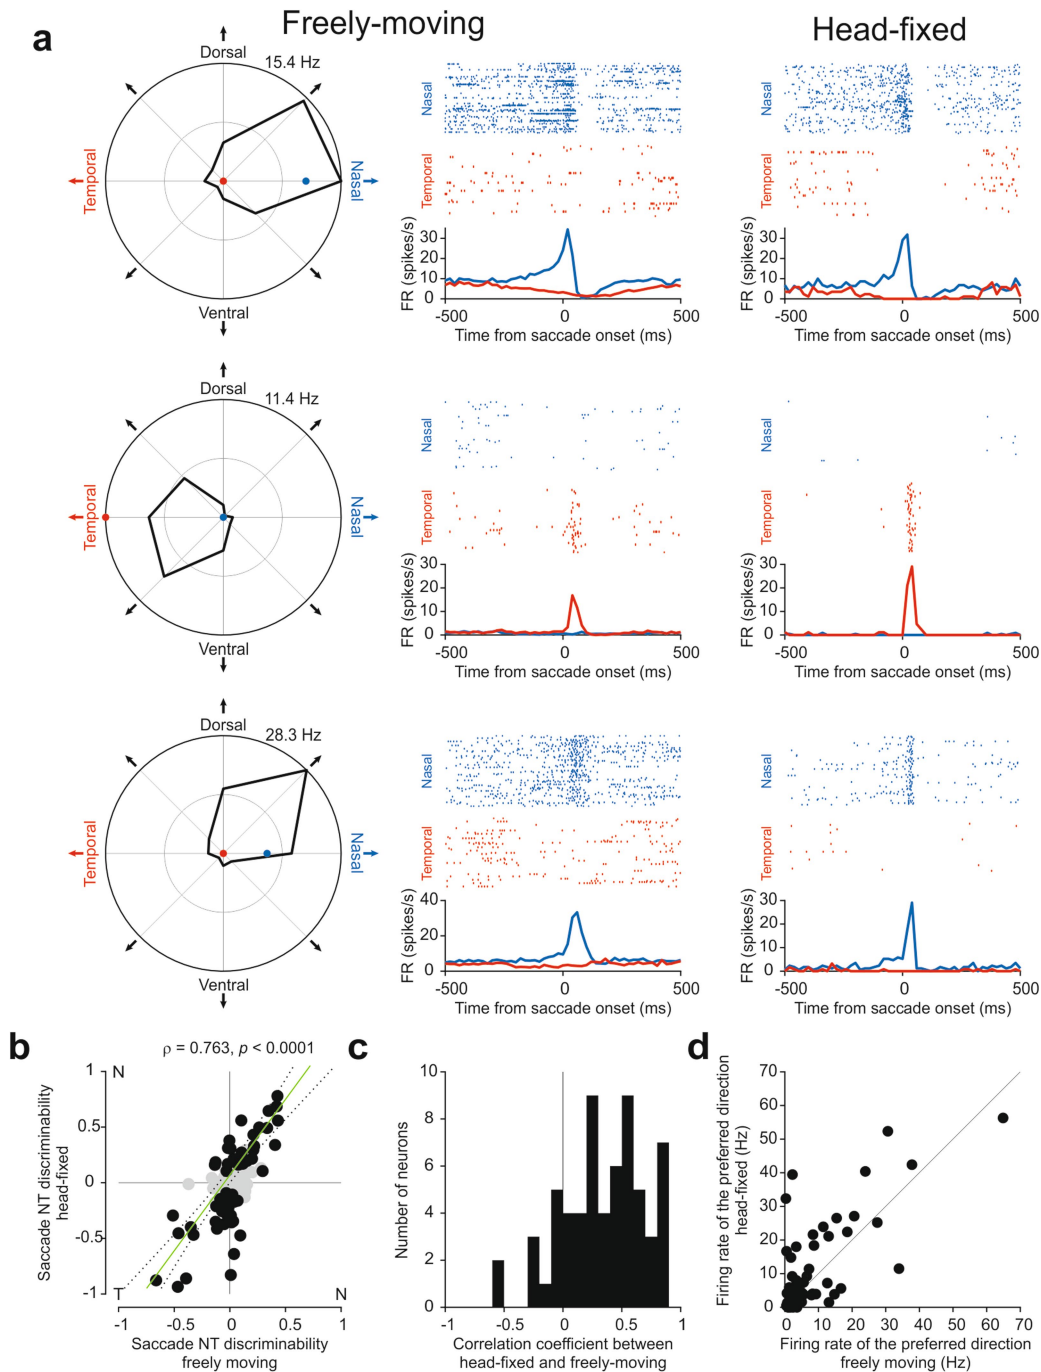 Freely-moving
Head-fixed
a
Dorsal
15.4 Hz
Temporal
Nasal
Ventral
Nasal
Temporal
FR (spikes/s)
30
20
10
0
-500
0
500
Time from saccade onset (ms)
Nasal
Temporal
FR (spikes/s)
30
20
10
0
-500
0
500
Time from saccade onset (ms)
Dorsal
11.4 Hz
Temporal
Nasal
Ventral
Nasal
Temporal
FR (spikes/s)
30
20
10
0
-500
0
500
Time from saccade onset (ms)
Nasal
Temporal
FR (spikes/s)
30
20
10
0
-500
0
500
Time from saccade onset (ms)
Dorsal
28.3 Hz
Temporal
Nasal
Ventral
Nasal
Temporal
FR (spikes/s)
40
20
0
-500
0
500
Time from saccade onset (ms)
Nasal
Temporal
FR (spikes/s)
30
20
10
0
-500
0
500
Time from saccade onset (ms)
b
ρ = 0.763, p < 0.0001
Saccade NT discriminability
head-fixed
1
0.5
0
-0.5
-1
N
T
N
-1
-0.5
0
0.5
1
Saccade NT discriminability
freely moving
c
Number of neurons
10
8
6
4
2
0
-1
-0.5
0
0.5
1
Correlation coefficient between
head-fixed and freely-moving
d
Firing rate of the preferred direction
head-fixed (Hz)
70
60
50
40
30
20
10
0
0
10
20
30
40
50
60
70
Firing rate of the preferred direction
freely moving (Hz)